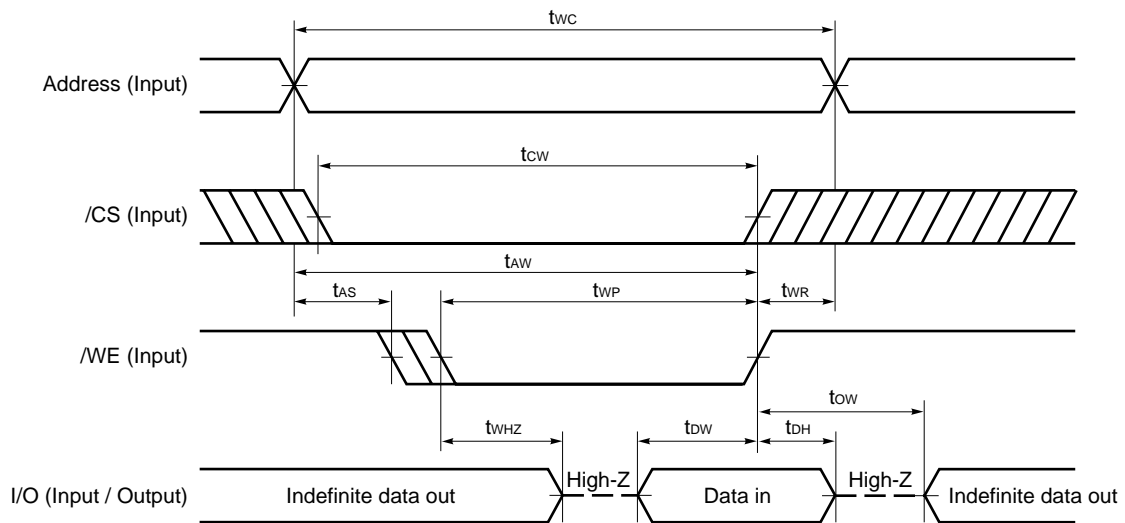 tWC
Address (Input)
tCW
/CS (Input)
tAW
tAS
tWP
tWR
/WE (Input)
tOW
tWHZ
tDW
tDH
I/O (Input / Output)
Indefinite data out
High-Z
Data in
High-Z
Indefinite data out